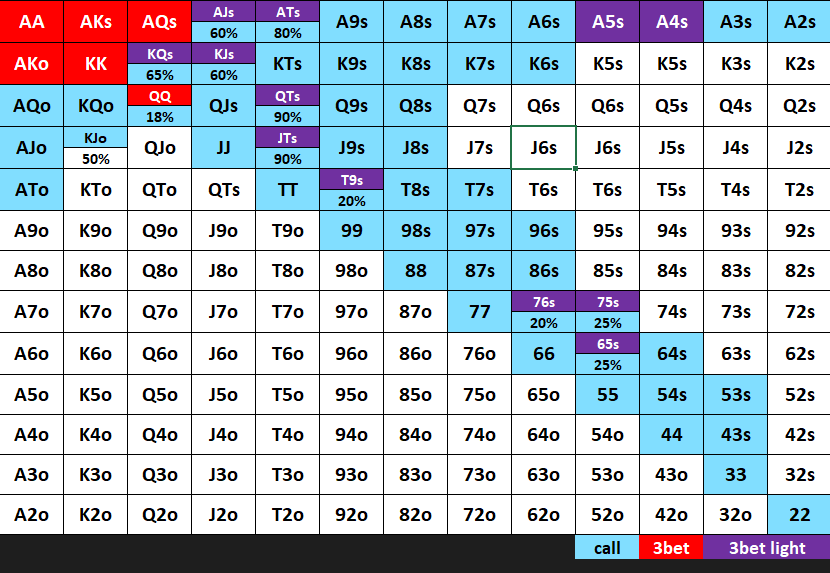 AA AKs AQs AJs 60% ATs 80% A9s A8s A7s A6s A5s A4s A3s A2s
AKo KK KQs 65% KJs 60% KTs K9s K8s K7s K6s K5s K5s K3s K2s
AQo KQo QQ 18% QJs QTs 90% Q9s Q8s Q7s Q6s Q6s Q5s Q4s Q2s
AJo KJo 50% QJo JJ JTs 90% J9s J8s J7s J6s J6s J5s J4s J2s
ATo KTo QTo QTs TT T9s 20% T8s T7s T6s T6s T5s T4s T2s
A9o K9o Q9o J9o T9o 99 98s 97s 96s 95s 94s 93s 92s
A8o K8o Q8o J8o T8o 98o 88 87s 86s 85s 84s 83s 82s
A7o K7o Q7o J7o T7o 97o 87o 77 76s 20% 75s 25% 74s 73s 72s
A6o K6o Q6o J6o T6o 96o 86o 76o 66 65s 25% 64s 63s 62s
A5o K5o Q5o J5o T5o 95o 85o 75o 65o 55 54s 53s 52s
A4o K4o Q4o J4o T4o 94o 84o 74o 64o 54o 44 43s 42s
A3o K3o Q3o J3o T3o 93o 83o 73o 63o 53o 43o 33 32s
A2o K2o Q2o J2o T2o 92o 82o 72o 62o 52o 42o 32o 22
call 3bet 3bet light